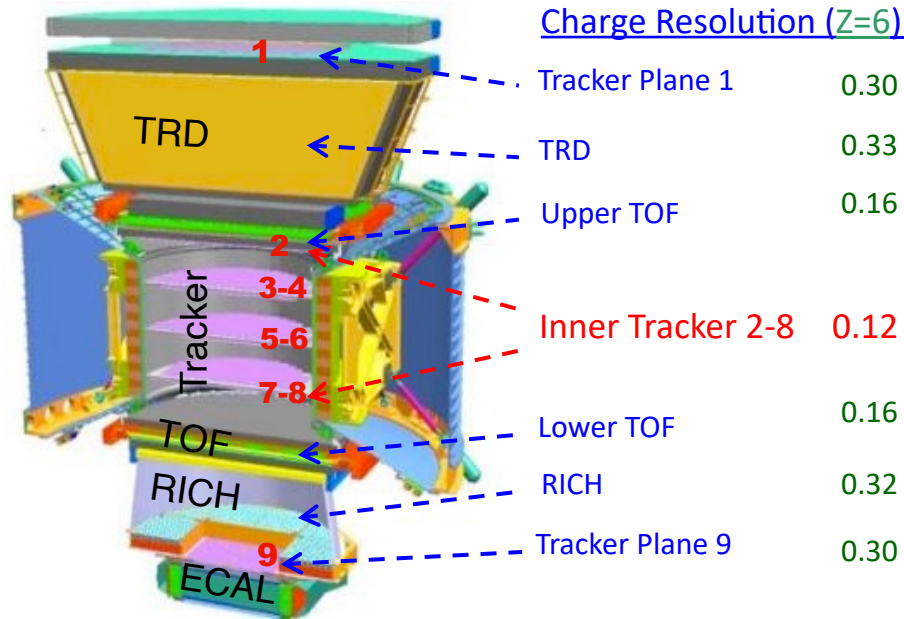 Charge Resolution (Z=6)
1
Tracker Plane 1 0.30
TRD
TRD 0.33
Upper TOF 0.16
2
3-4
Tracker
5-6
Inner Tracker 2-8 0.12
7-8
Lower TOF 0.16
TOF
RICH
RICH 0.32
9
Tracker Plane 9 0.30
ECAL